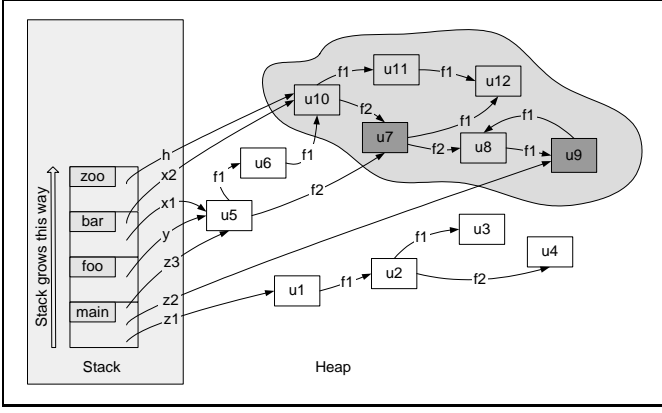 f1
u11
f1
u12
u10
f2
f1
f1
u7
f2
u8
f1
u9
h
u6
f1
zoo
x2
f1
f2
x1
bar
u5
y
u3
f1
foo
z3
u4
u2
f2
z2
f1
u1
main
z1
Stack grows this way
Stack
Heap